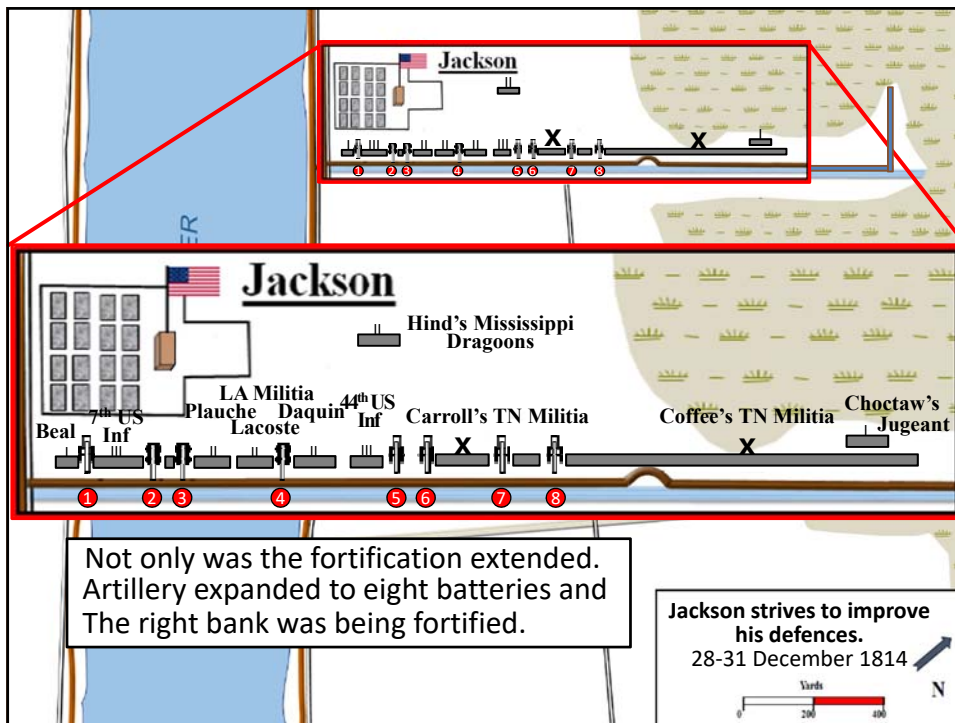 ER
Jackson
X
X
1 2 3 4 5 6 7 8
Jackson
Hind's Mississippi
Dragoons
Beal
7th US
Inf
LA Militia
Plauche
Lacoste
Daquin
44th US
Inf
Carroll's TN Militia
X
Coffee's TN Militia
X
Choctaw's
Jugeant
1 2 3 4 5 6 7 8
Not only was the fortification extended.
Artillery expanded to eight batteries and
The right bank was being fortified.
Jackson strives to improve
his defences.
28-31 December 1814
N
Yards
0 200 400